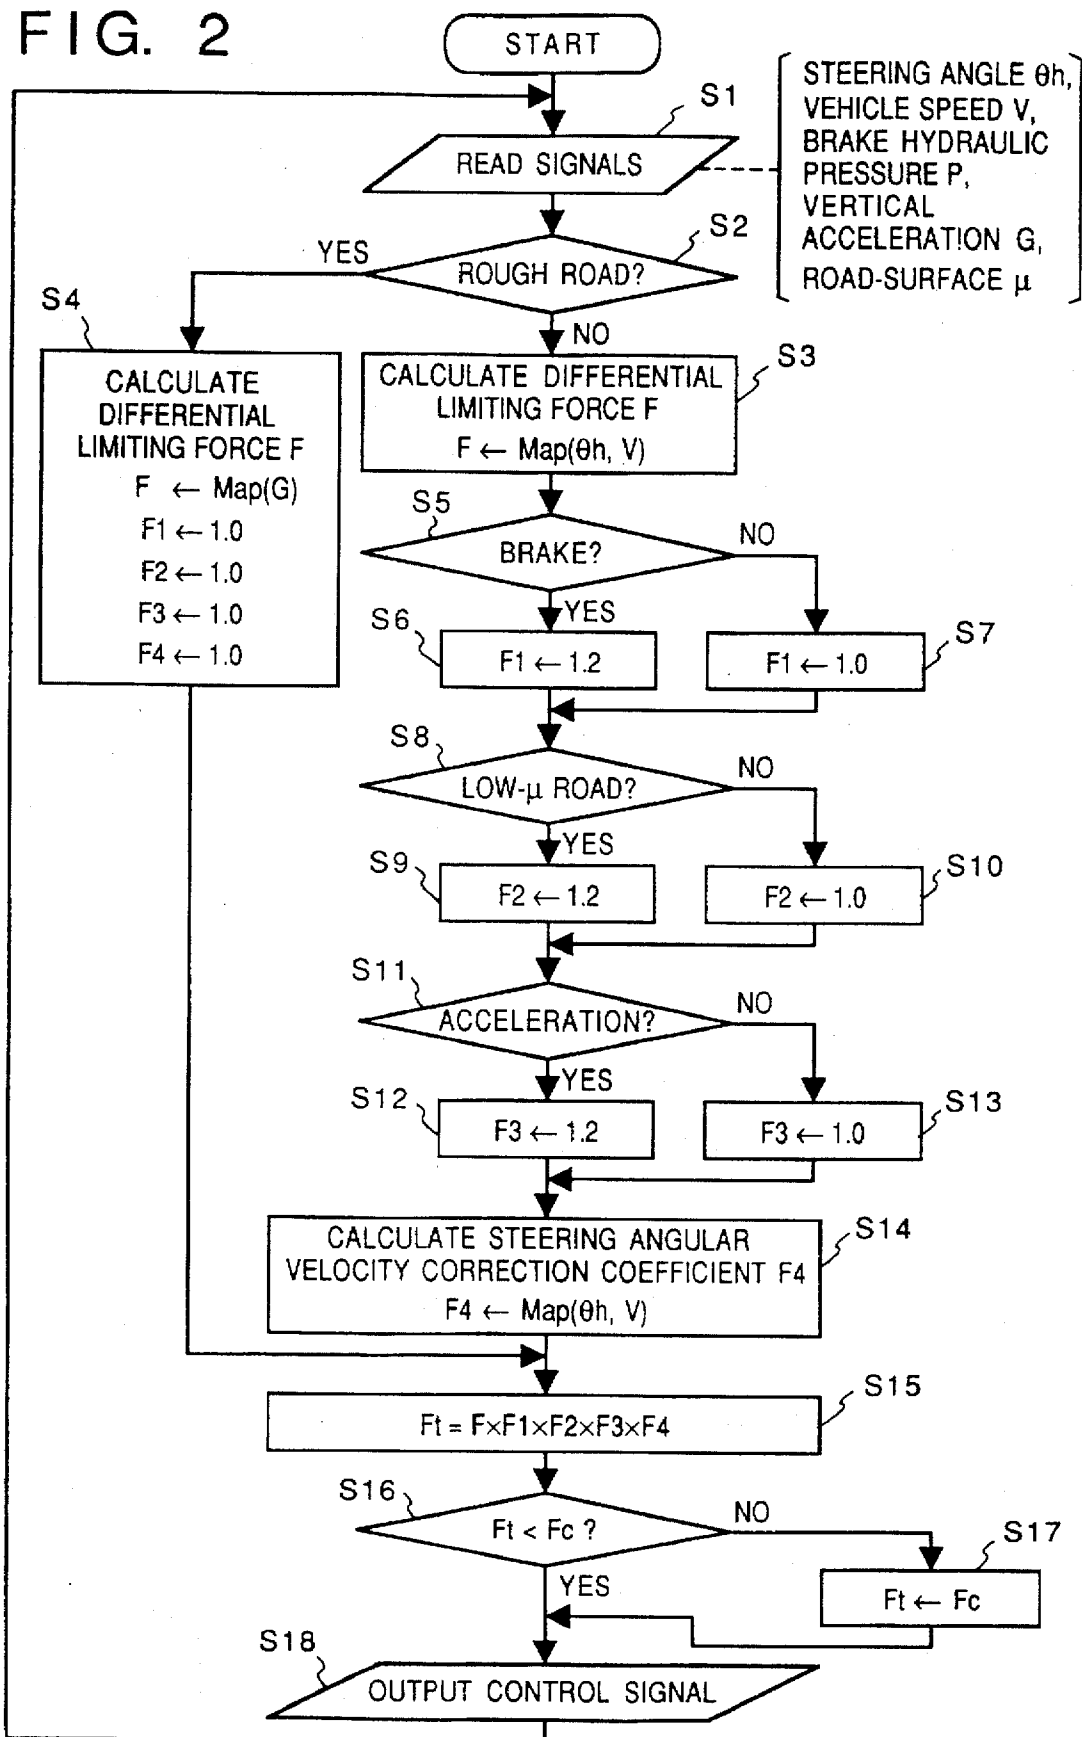 FIG. 2
START
STEERING ANGLE θh,
VEHICLE SPEED V,
BRAKE HYDRAULIC
PRESSURE P,
VERTICAL
ACCELERATION G,
ROAD-SURFACE μ
S1
READ SIGNALS
S2
YES
ROUGH ROAD?
NO
S4
CALCULATE
DIFFERENTIAL
LIMITING FORCE F
F ← Map(G)
F1 ← 1.0
F2 ← 1.0
F3 ← 1.0
F4 ← 1.0
S3
CALCULATE DIFFERENTIAL
LIMITING FORCE F
F ← Map(θh, V)
S5
BRAKE?
NO
YES
S6
F1 ← 1.2
S7
F1 ← 1.0
S8
LOW-μ ROAD?
NO
YES
S9
F2 ← 1.2
S10
F2 ← 1.0
S11
ACCELERATION?
NO
YES
S12
F3 ← 1.2
S13
F3 ← 1.0
S14
CALCULATE STEERING ANGULAR
VELOCITY CORRECTION COEFFICIENT F4
F4 ← Map(θh, V)
S15
Ft = F×F1×F2×F3×F4
S16
Ft < Fc ?
NO
YES
S17
Ft ← Fc
S18
OUTPUT CONTROL SIGNAL